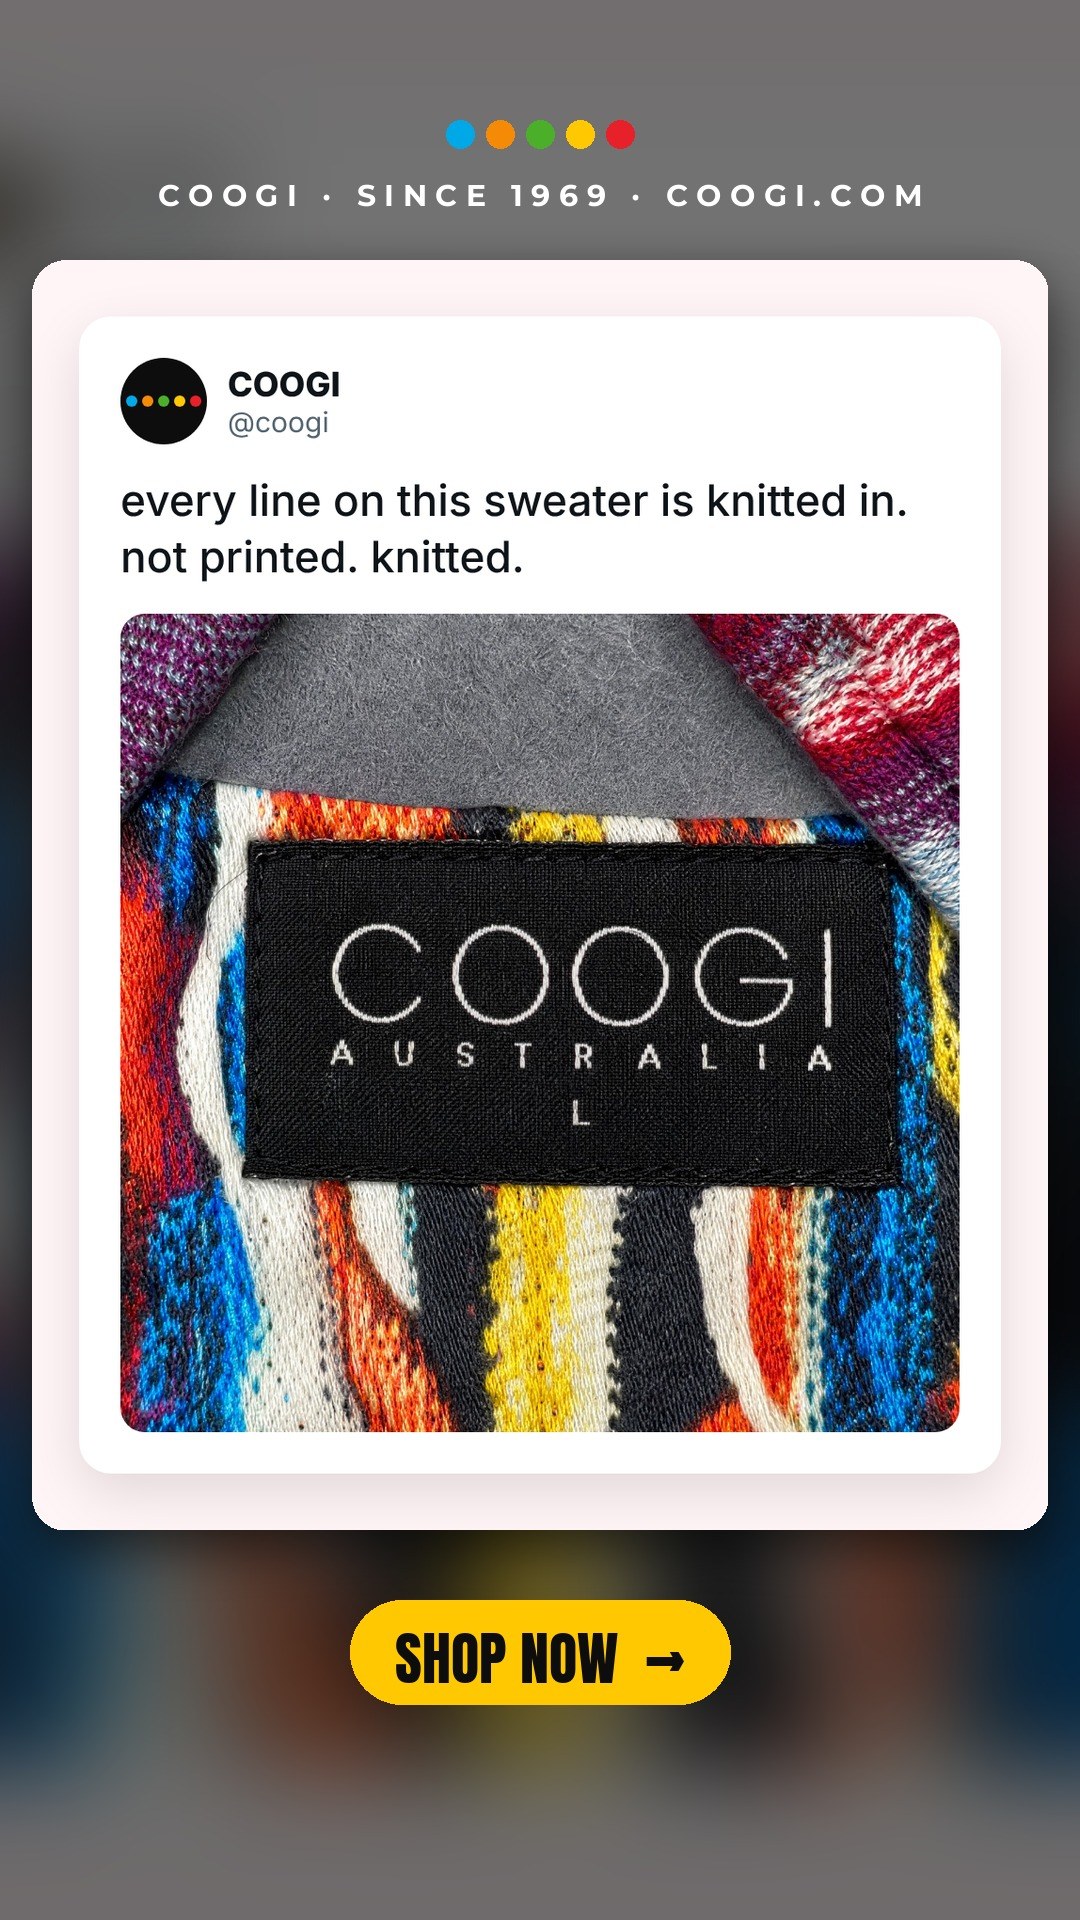 COOGI · SINCE 1969 · COOGI.COM
COOGI
@coogi
every line on this sweater is knitted in.
not printed. knitted.
COOGI
AUSTRALIA
L
SHOP NOW →